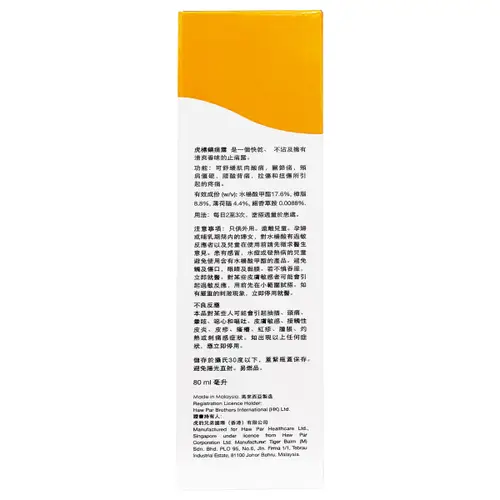 虎標鎮痛露 是一個快乾、 不沾及擁有
清爽香味的止痛露。
功能: 可舒緩肌肉酸痛, 關節痛, 頸
肩僵硬, 腰酸背痛, 拉傷和扭傷所引
起的疼痛。
有效成份 (w/v): 水楊酸甲酯17.6%, 樟腦
8.8%, 薄荷腦 4.4%,
用法: 每日2至3次, 塗搽適量於患處。
注意事項: 只供外用。遠離兒童。孕婦
或哺乳期間內的婦女, 對水楊酸有過敏
反應者以及兒童在使用前請先徵求醫生
意見。患有感冒, 水痘或發熱病的兒童
避免使用含有水楊酸甲酯的產品。避免
觸及傷口, 眼睛及黏膜。若不慎吞服,
立即就醫。對某些皮膚敏感者可能會引
起過敏反應, 用前先在小範圍試搽。如
有嚴重的刺激現象, 立即停用就醫。
不良反應
本品對某些人可能會引起抽搐、頭痛、
暈眩、噁心和嘔吐、皮膚敏感、接觸性
皮炎、皮疹、瘙癢、紅疹、腫脹、灼
熱或刺痛感症狀。如出現以上任何症
狀, 應立即停用。
儲存於攝氏30度以下, 蓋緊瓶蓋保存。
避免陽光直射。易燃品。
80 ml 毫升
Made in Malaysia. 馬來西亞製造
Registration Licence Holder:
Haw Par Brothers International (HK) Ltd.
證書持有人:
虎豹兄弟國際 (香港) 有限公司
Manufactured for Haw Par Healthcare Ltd.,
Singapore under licence from Haw Par
Corporation Ltd. Manufacturer: Tiger Balm (M)
Sdn. Bhd. PLO 95, No.6, Jln. Firma 1/1, Tebrau
Industrial Estate, 81100 Johor Bahru, Malaysia.